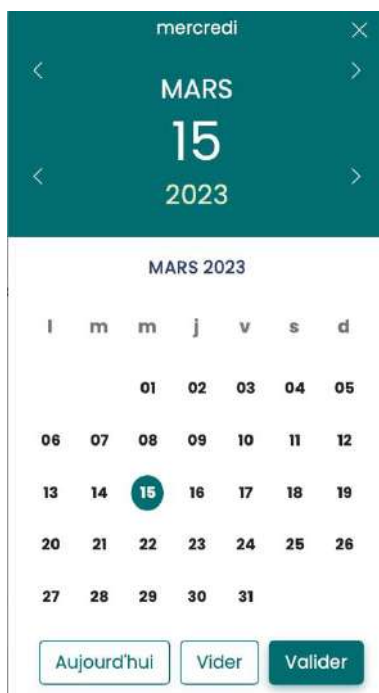 mercredi
MARS
15
2023
MARS 2023
l m m j v s d
01 02 03 04 05
06 07 08 09 10 11 12
13 14 15 16 17 18 19
20 21 22 23 24 25 26
27 28 29 30 31
Aujourd'hui Vider Valider